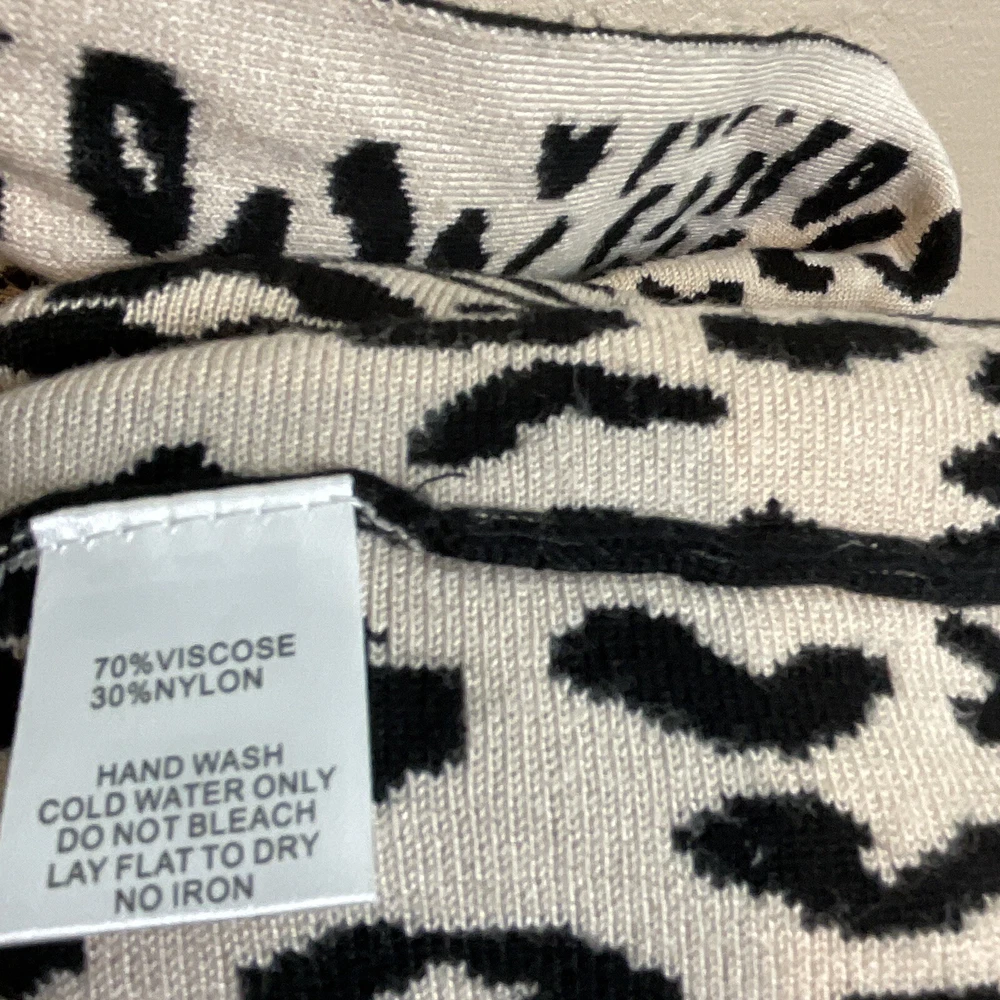 70%VISCOSE
30%NYLON
HAND WASH
COLD WATER ONLY
DO NOT BLEACH
LAY FLAT TO DRY
NO IRON